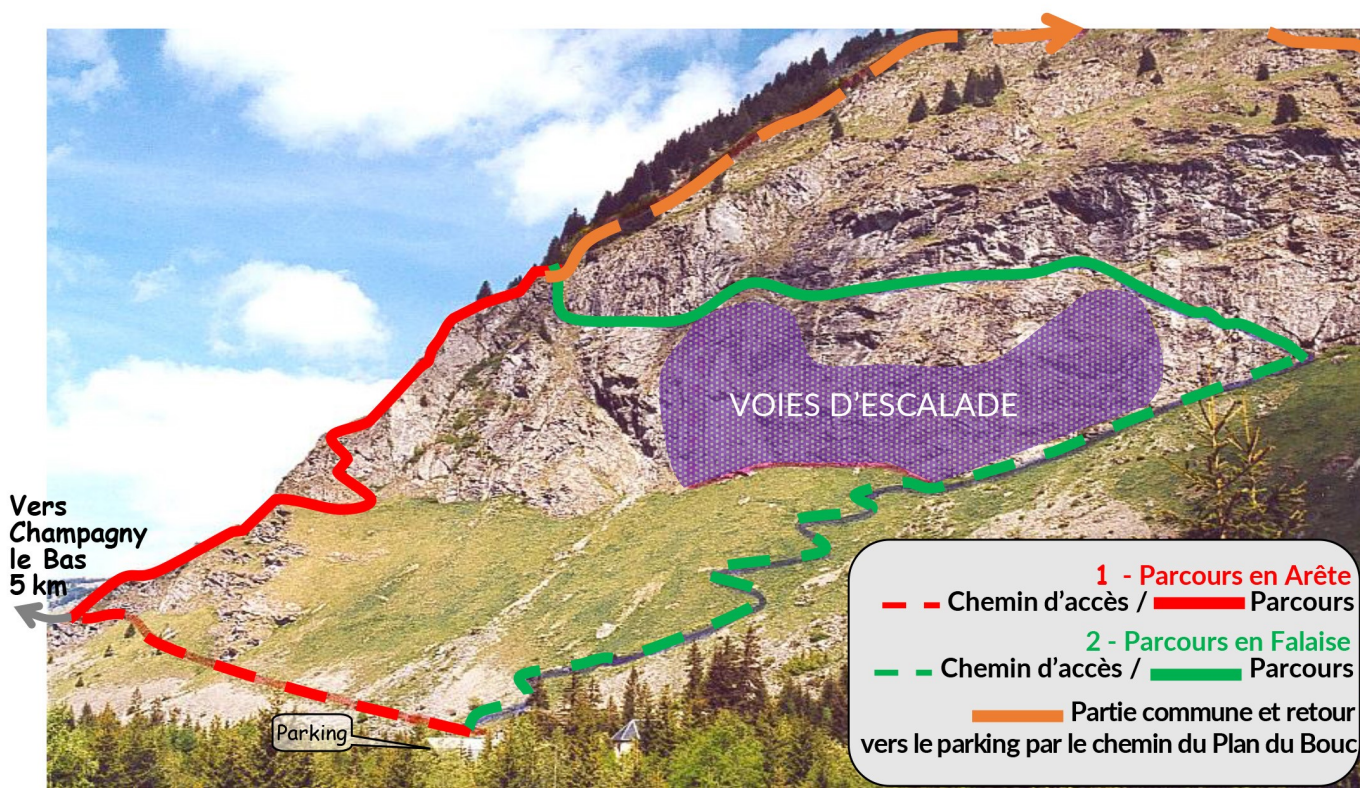 VOIES D'ESCALADE
Vers
Champagny
le Bas
5 km
Parking
1 - Parcours en Arête
Chemin d'accès / Parcours
2 - Parcours en Falaise
Chemin d'accès / Parcours
Partie commune et retour
vers le parking par le chemin du Plan du Bouc